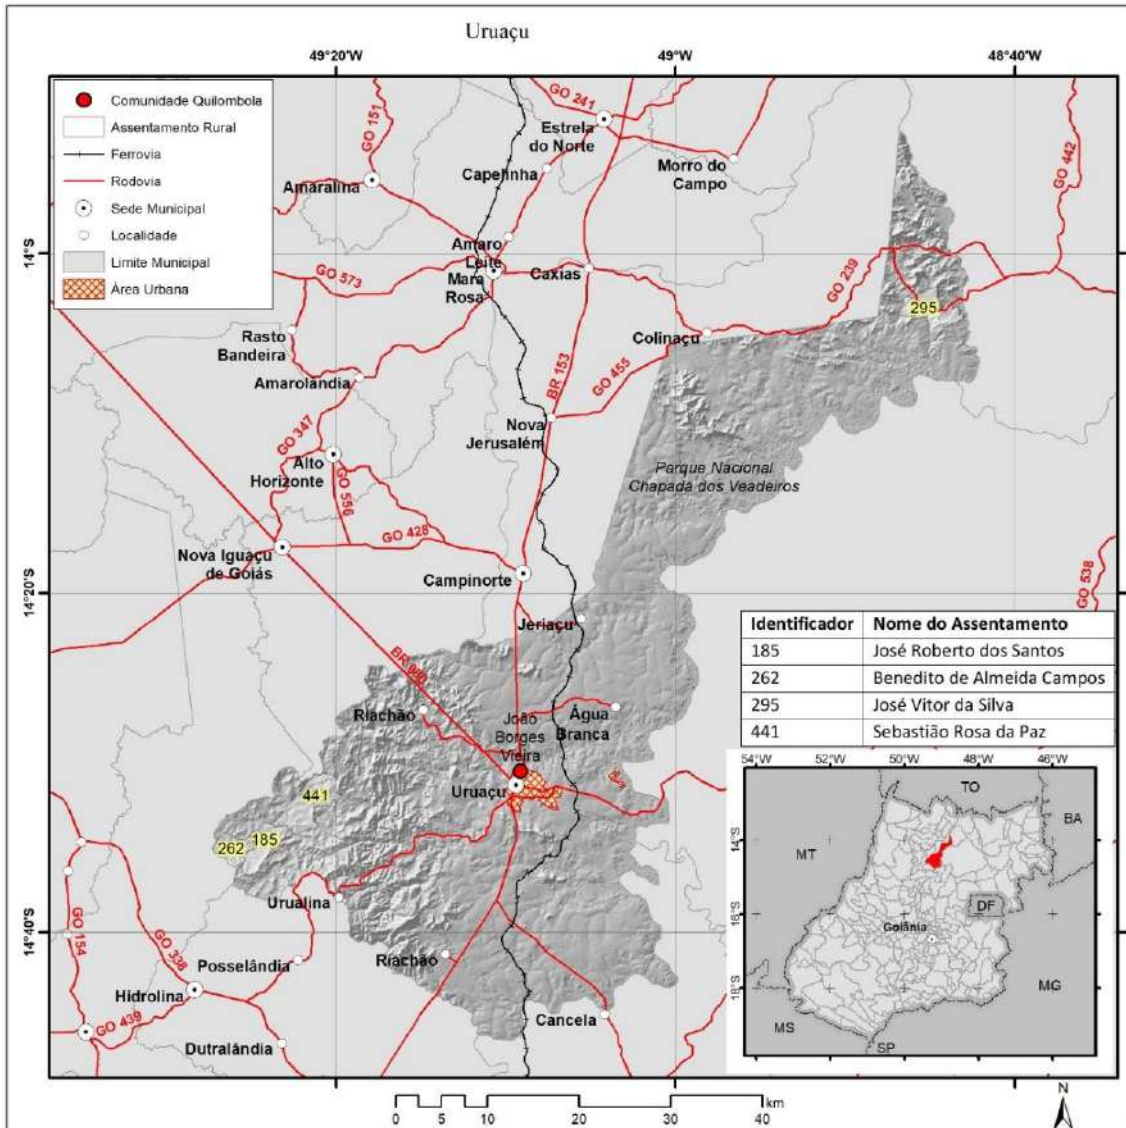 Uruaçu
49°20'W
49°W
48°40'W
14°S
14°20'S
14°40'S
Comunidade Quilombola
Assentamento Rural
Ferrovia
Rodovia
Sede Municipal
Localidade
Limite Municipal
Área Urbana
GO 151
GO 241
GO 442
Estrela
do Norte
Capelinha
Morro do
Campo
Amaralina
Amaro
Leite
Mara
Rosa
Caxias
GO 573
GO 239
295
Rasto
Bandeira
Colinaçu
Amarolândia
BR 153
GO 455
Nova
Jerusalém
GO 347
Alto
Horizonte
GO 556
Parque Nacional
Chapada dos Veadeiros
GO 428
Nova Iguaçu
de Goiás
Campinorte
GO 538
Jeriaçu
BR 080
Riachão
João
Borges
Vieira
Água
Branca
Uruaçu
441
185
262
Urualina
GO 154
GO 338
Posselândia
Riachão
Hidrolina
GO 439
Cancela
Dutralândia
Identificador Nome do Assentamento
185 José Roberto dos Santos
262 Benedito de Almeida Campos
295 José Vitor da Silva
441 Sebastião Rosa da Paz
54°W 52°W 50°W 48°W 46°W
TO
BA
14°S
MT
DF
16°S
Goiânia
MG
18°S
MS
SP
54°W 52°W 50°W 48°W 46°W
km
0 5 10 20 30 40
N